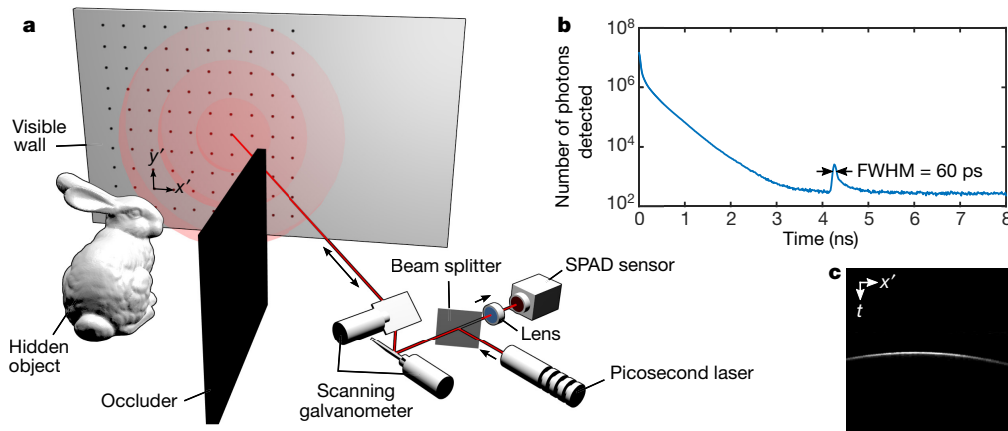 a
Visible
wall
y′
x′
Hidden
object
Occluder
Scanning
galvanometer
Beam splitter
SPAD sensor
Lens
Picosecond laser
b
Number of photons
detected
10⁸
10⁶
10⁴
10²
FWHM = 60 ps
0 1 2 3 4 5 6 7 8
Time (ns)
c
x′
t